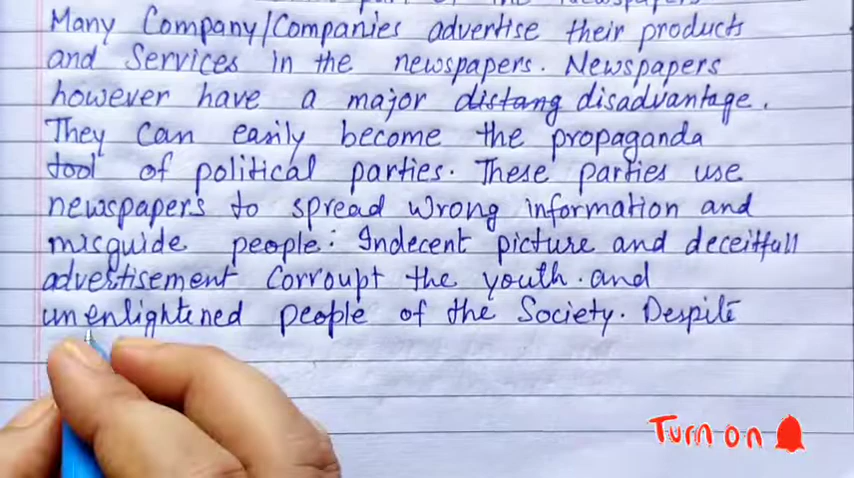 Many Company/Companies advertise their products
and Services in the newspapers. Newspapers
however have a major distang disadvantage.
They can easily become the propaganda
tool of political parties. These parties use
newspapers to spread wrong information and
misguide people: Indecent picture and deceitfull
advertisement Corroupt the youth. and
unenlightened people of the Society. Despite
Turn on